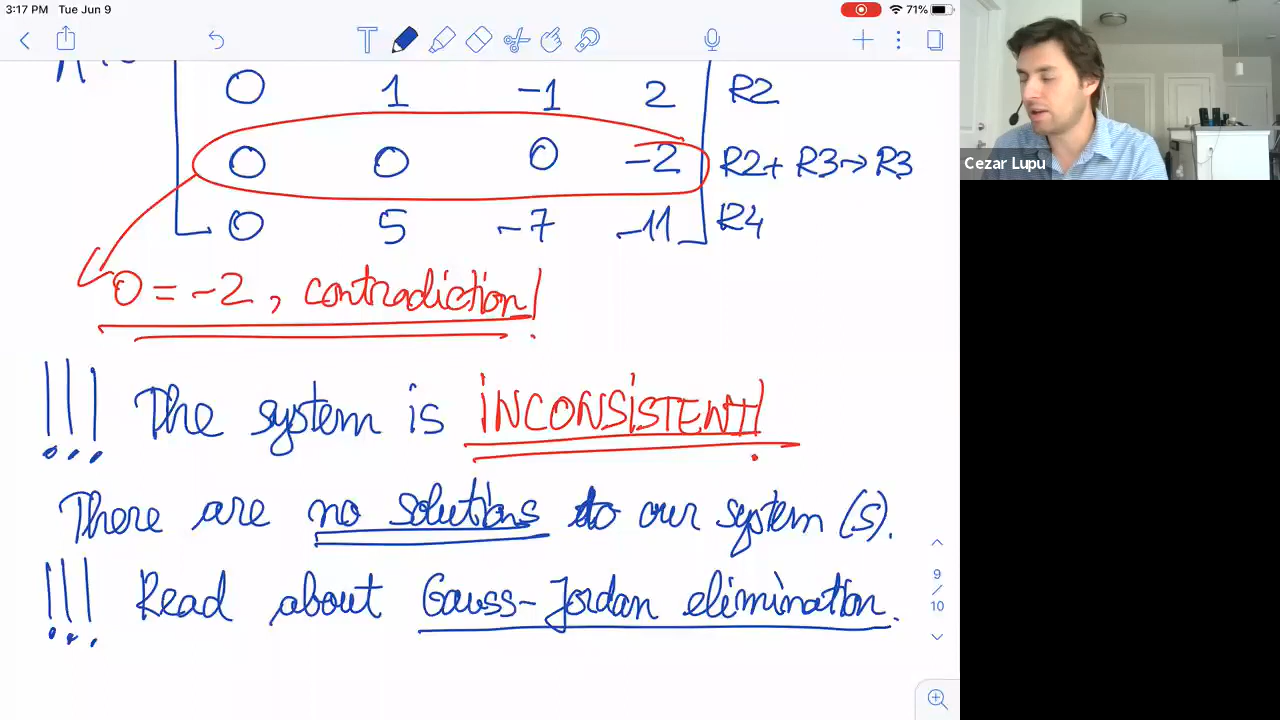 3:17 PM Tue Jun 9
71%
0 1 -1 2 R2
0 0 0 -2 R2 + R3 → R3
0 5 -7 -11 R4
0 = -2, contradiction!
!!! The system is INCONSISTENT!
There are no solutions to our system (S).
!!! Read about Gauss-Jordan elimination.
9
/
10
Cezar Lupu